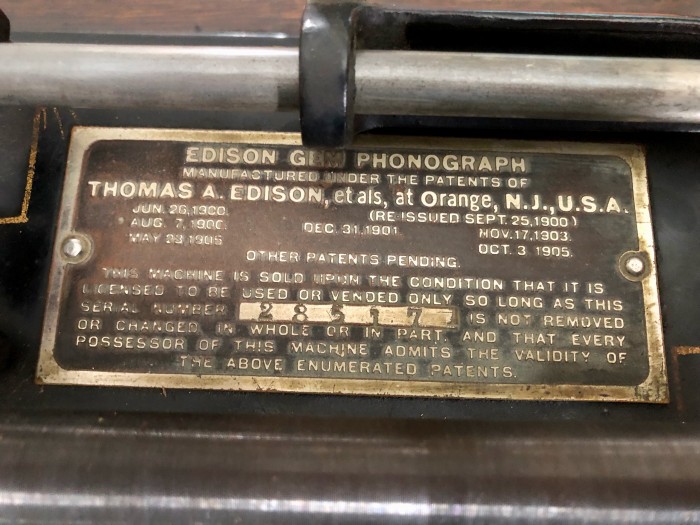 EDISON GEM PHONOGRAPH
MANUFACTURED UNDER THE PATENTS OF
THOMAS A. EDISON, et als, at Orange, N.J., U.S.A.
JUN. 26, 1900. (RE-ISSUED SEPT. 25, 1900)
AUG. 7, 1900. DEC. 31, 1901. NOV. 17, 1903.
MAY 23, 1905 OCT. 3 1905.
OTHER PATENTS PENDING.
THIS MACHINE IS SOLD UPON THE CONDITION THAT IT IS
LICENSED TO BE USED OR VENDED ONLY SO LONG AS THIS
SERIAL NUMBER IS NOT REMOVED
OR CHANGED, IN WHOLE OR IN PART, AND THAT EVERY
POSSESSOR OF THIS MACHINE ADMITS THE VALIDITY OF
THE ABOVE ENUMERATED PATENTS.